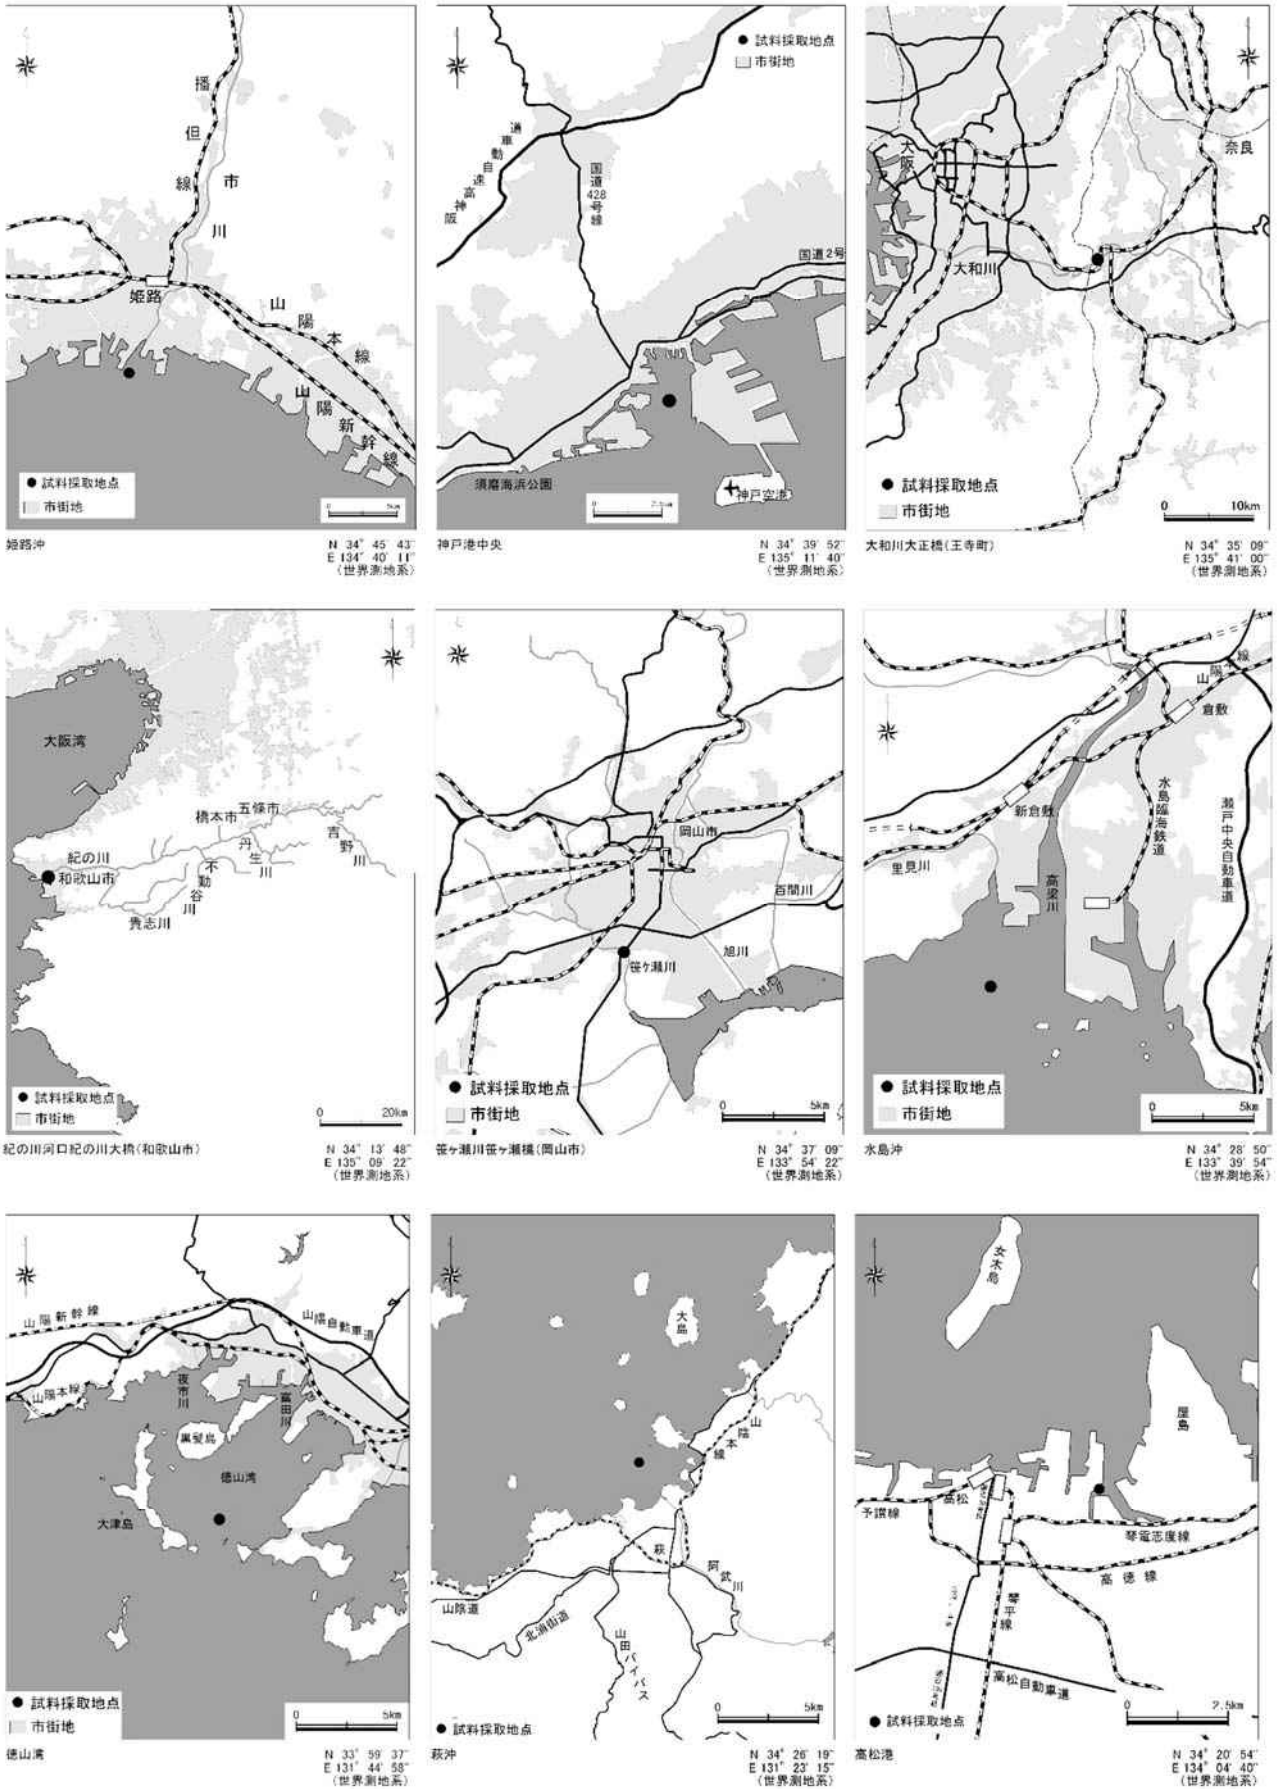 播
但
線
市
川
姫路
山
陽
本
線
山
陽
新
幹
線
● 試料採取地点
市街地
0 5km
姫路沖
N 34° 45′ 43″
E 134° 40′ 11″
(世界測地系)
● 試料採取地点
市街地
阪神高速自動車道
国道428号線
国道2号
須磨海浜公園
神戸空港
神戸港中央
N 34° 39′ 52″
E 135° 11′ 40″
(世界測地系)
大阪
奈良
大和川
● 試料採取地点
市街地
0 10km
大和川大正橋(王寺町)
N 34° 35′ 09″
E 135° 41′ 00″
(世界測地系)
大阪湾
橋本市
五條市
紀の川
和歌山市
丹生川
吉野川
不動谷川
貴志川
● 試料採取地点
市街地
0 20km
紀の川河口紀の川大橋(和歌山市)
N 34° 13′ 48″
E 135° 09′ 22″
(世界測地系)
岡山市
百間川
旭川
笹ヶ瀬川
● 試料採取地点
市街地
0 5km
笹ヶ瀬川笹ヶ瀬橋(岡山市)
N 34° 37′ 09″
E 133° 54′ 22″
(世界測地系)
山陽線
倉敷
新倉敷
水島臨海鉄道
瀬戸中央自動車道
里見川
高梁川
● 試料採取地点
市街地
0 5km
水島沖
N 34° 28′ 50″
E 133° 39′ 54″
(世界測地系)
山陽新幹線
山陽自動車道
山陽本線
夜市川
富田川
黒髪島
徳山湾
大津島
● 試料採取地点
市街地
0 5km
徳山湾
N 33° 59′ 37″
E 131° 44′ 58″
(世界測地系)
大島
山陰本線
萩
阿武川
山陰道
北浦街道
山田バイパス
● 試料採取地点
0 5km
萩沖
N 34° 26′ 19″
E 131° 23′ 15″
(世界測地系)
女木島
屋島
高松
予讃線
琴電志度線
高徳線
琴平線
高松自動車道
● 試料採取地点
0 2.5km
高松港
N 34° 20′ 54″
E 134° 04′ 40″
(世界測地系)